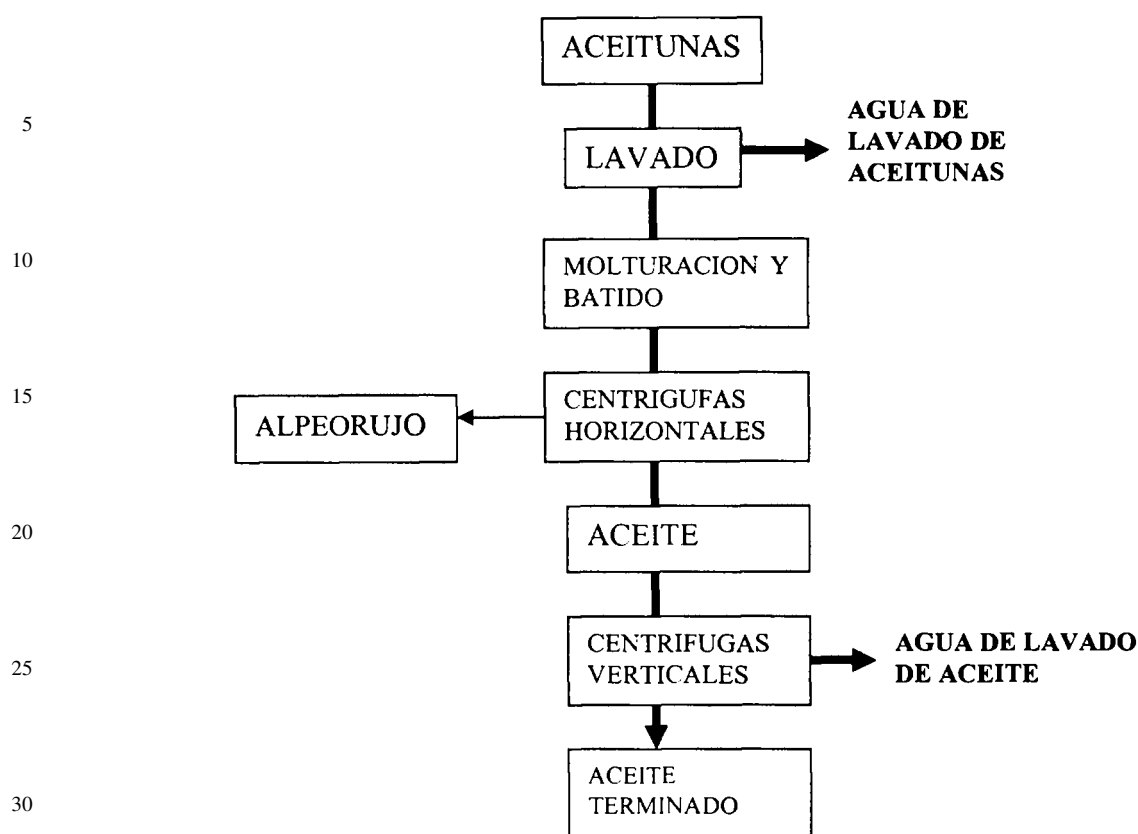 ACEITUNAS
5
LAVADO
AGUA DE
LAVADO DE
ACEITUNAS
10
MOLTURACION Y
BATIDO
15
ALPEORUJO
CENTRIGUFAS
HORIZONTALES
20
ACEITE
25
CENTRIFUGAS
VERTICALES
AGUA DE LAVADO
DE ACEITE
30
ACEITE
TERMINADO